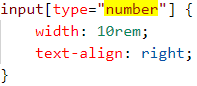 input[type="number"] {
    width: 10rem;
    text-align: right;
}